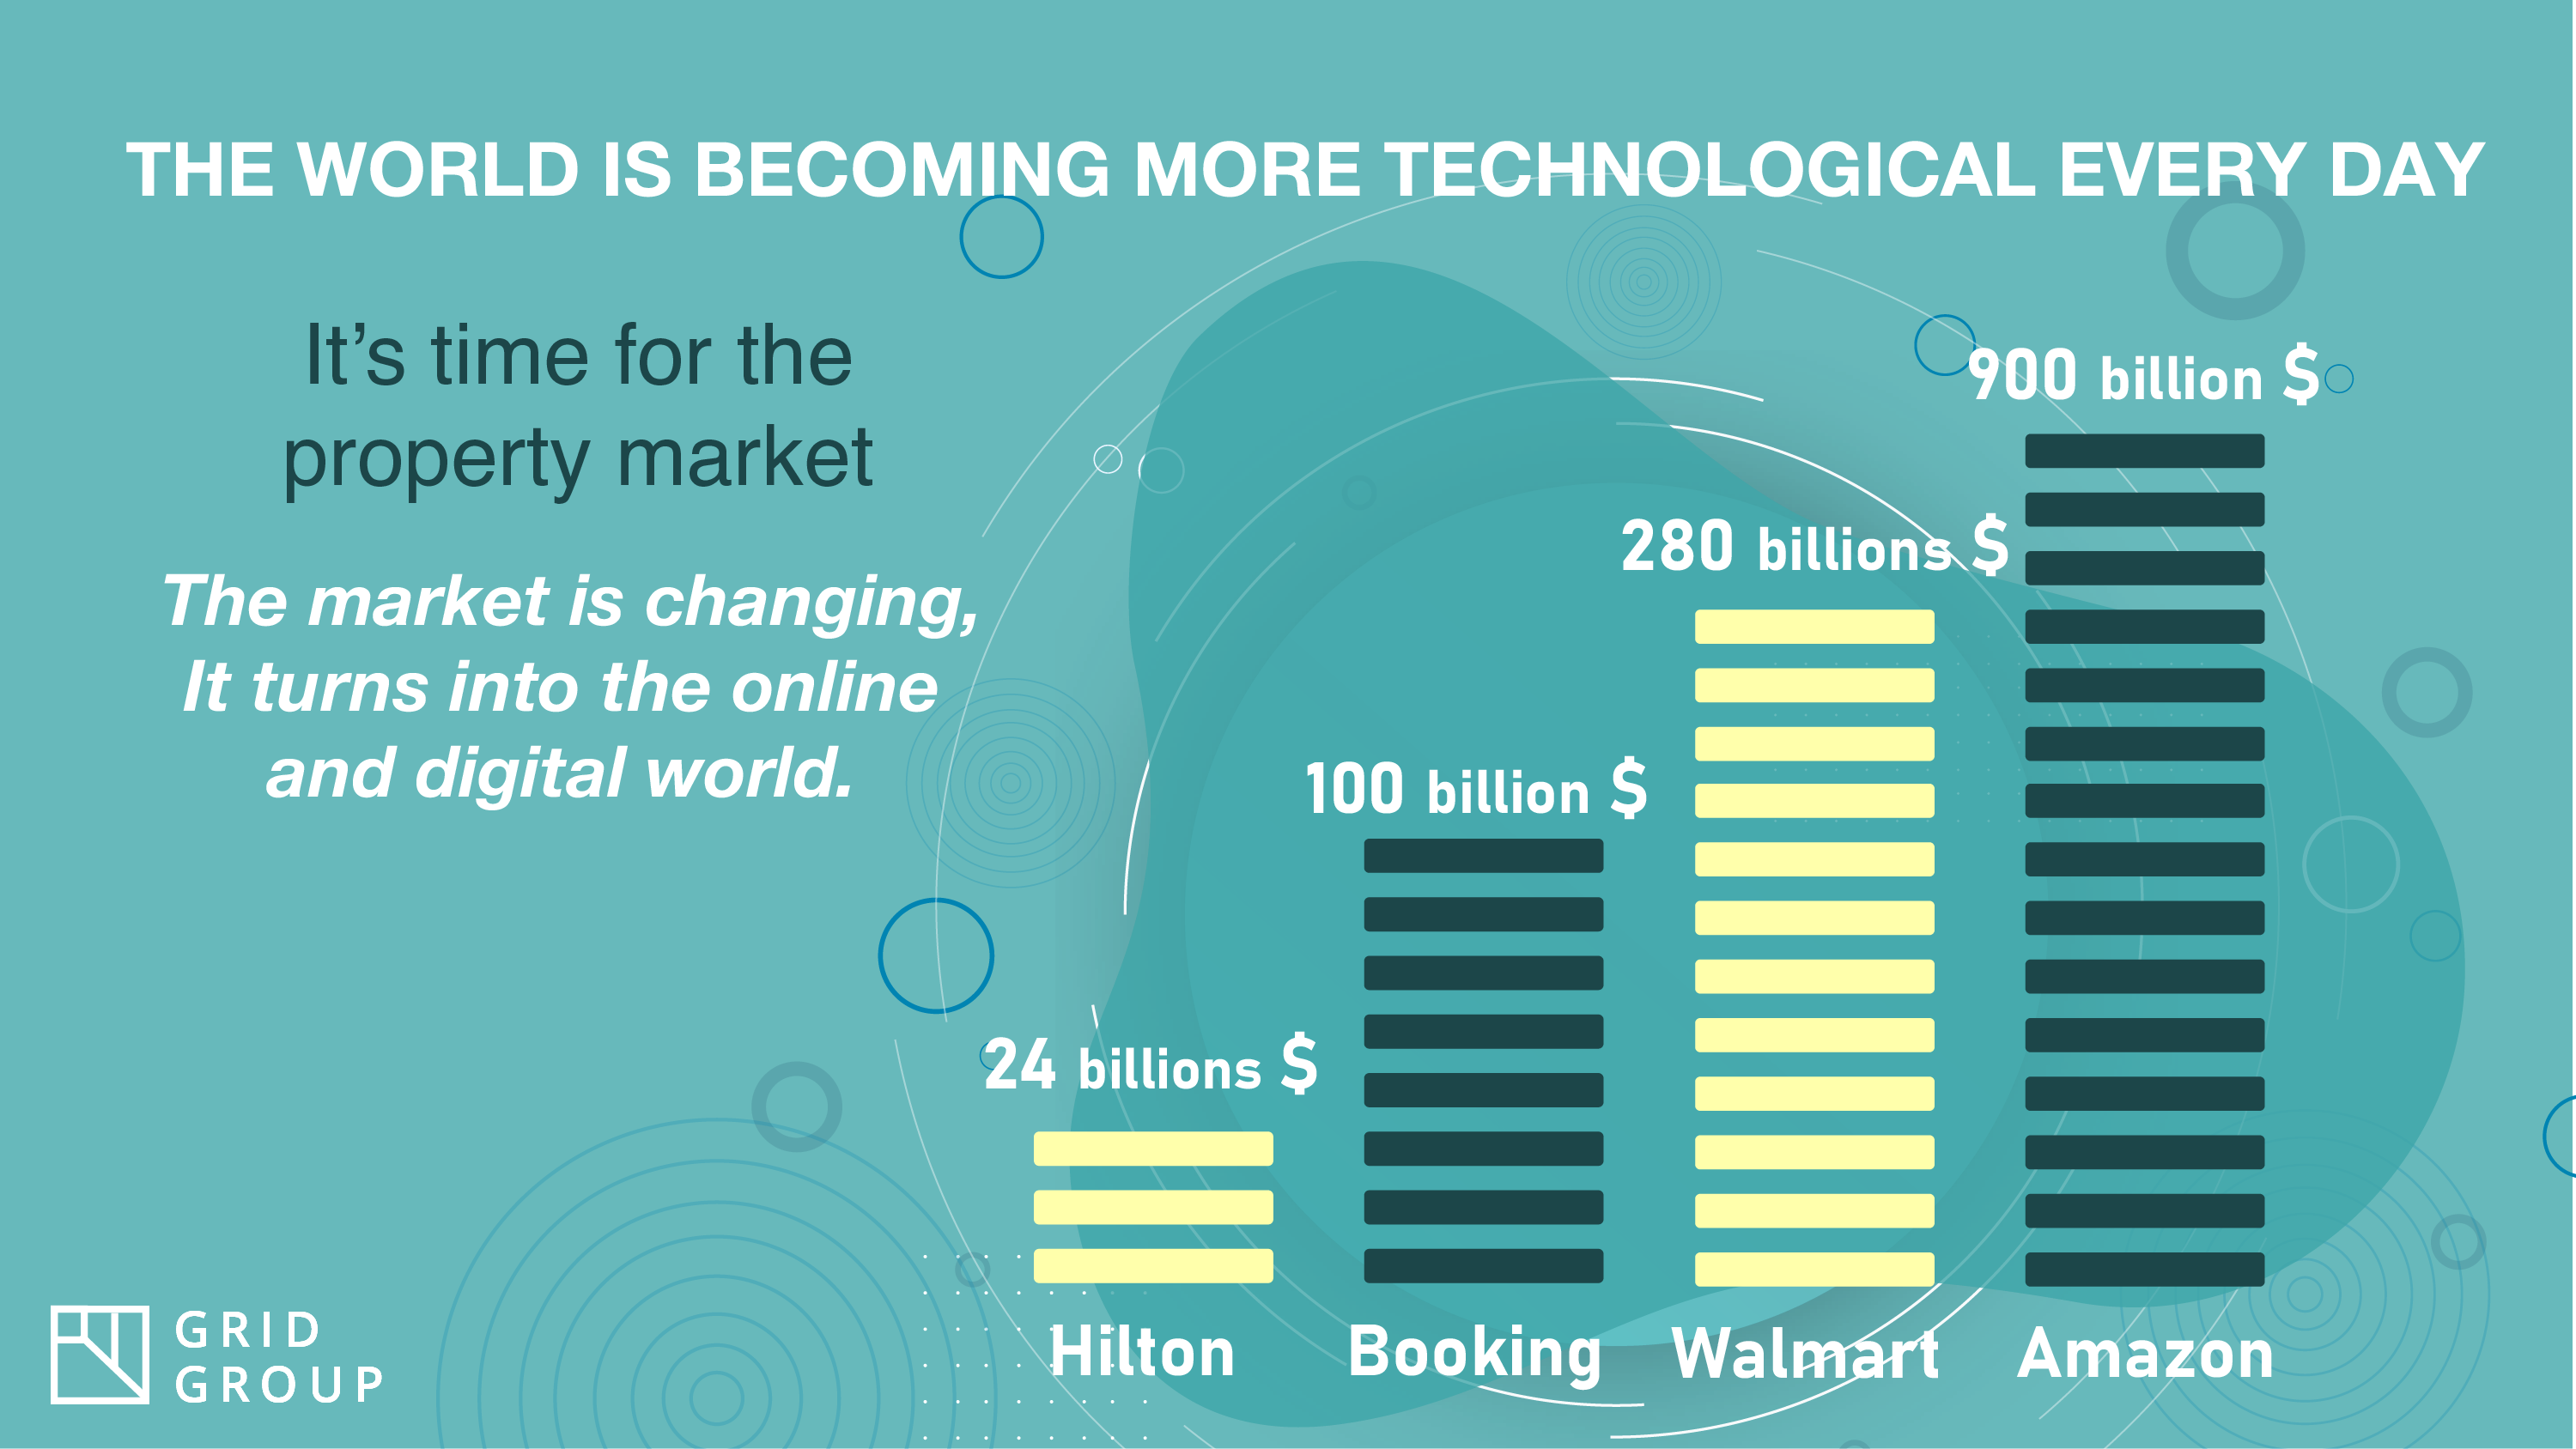 THE WORLD IS BECOMING MORE TECHNOLOGICAL EVERY DAY
It’s time for the
property market
The market is changing,
It turns into the online
and digital world.
900 billion $
280 billions $
100 billion $
24 billions $
Hilton
Booking
Walmart
Amazon
GRID
GROUP